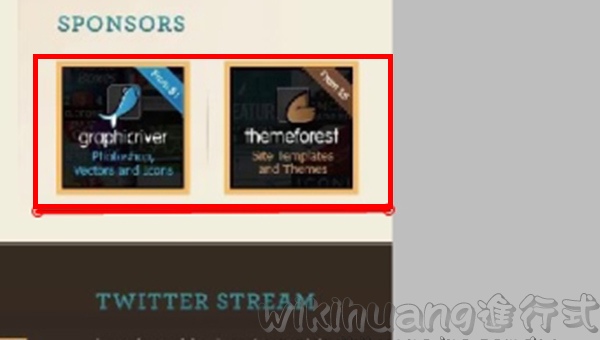 SPONSORS
From $1
graphicriver
Photoshop,
Vectors and Icons
From $5
themeforest
Site Templates
and Themes
TWITTER STREAM
wikihuang進行式